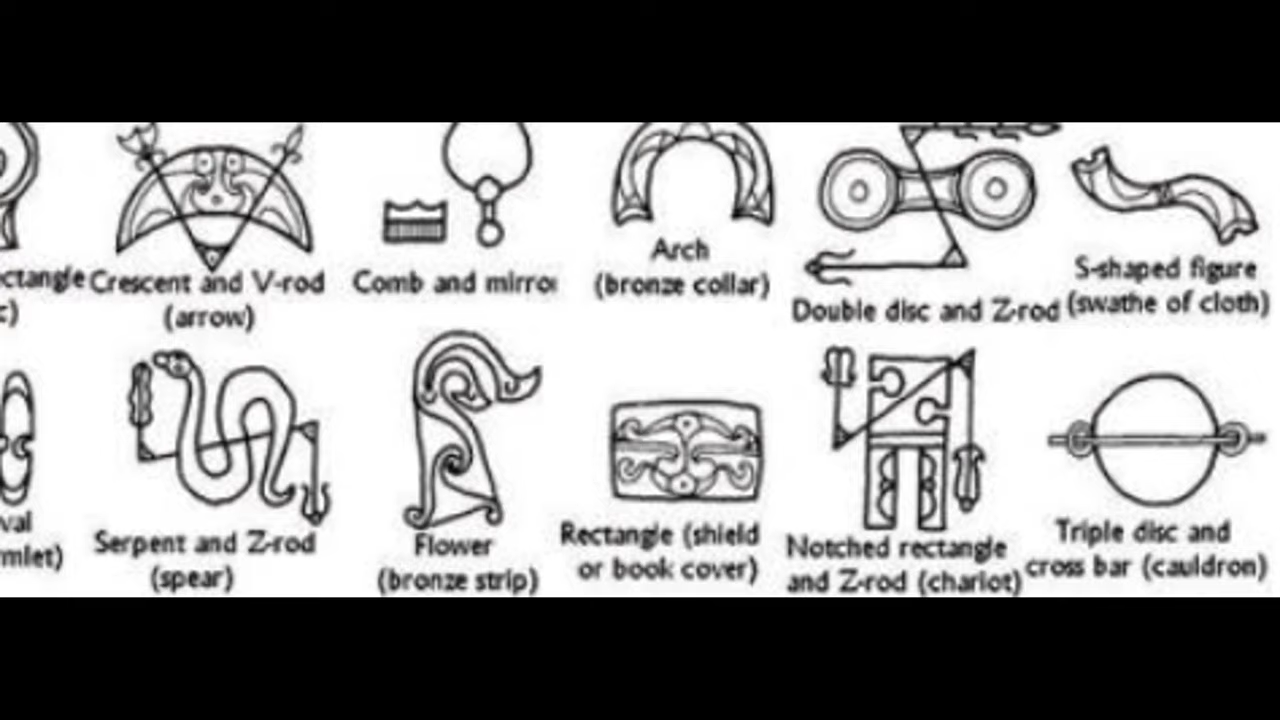 Arch
S-shaped figure
ectangle Crescent and V-rod Comb and mirro (bronze collar)
c) (arrow) Double disc and Z-rod (swathe of cloth)
val Serpent and Z-rod Flower Rectangle (shield Notched rectangle Triple disc and
mlet) (spear) (bronze strip) or book cover) and Z-rod (chariot) cross bar (cauldron)